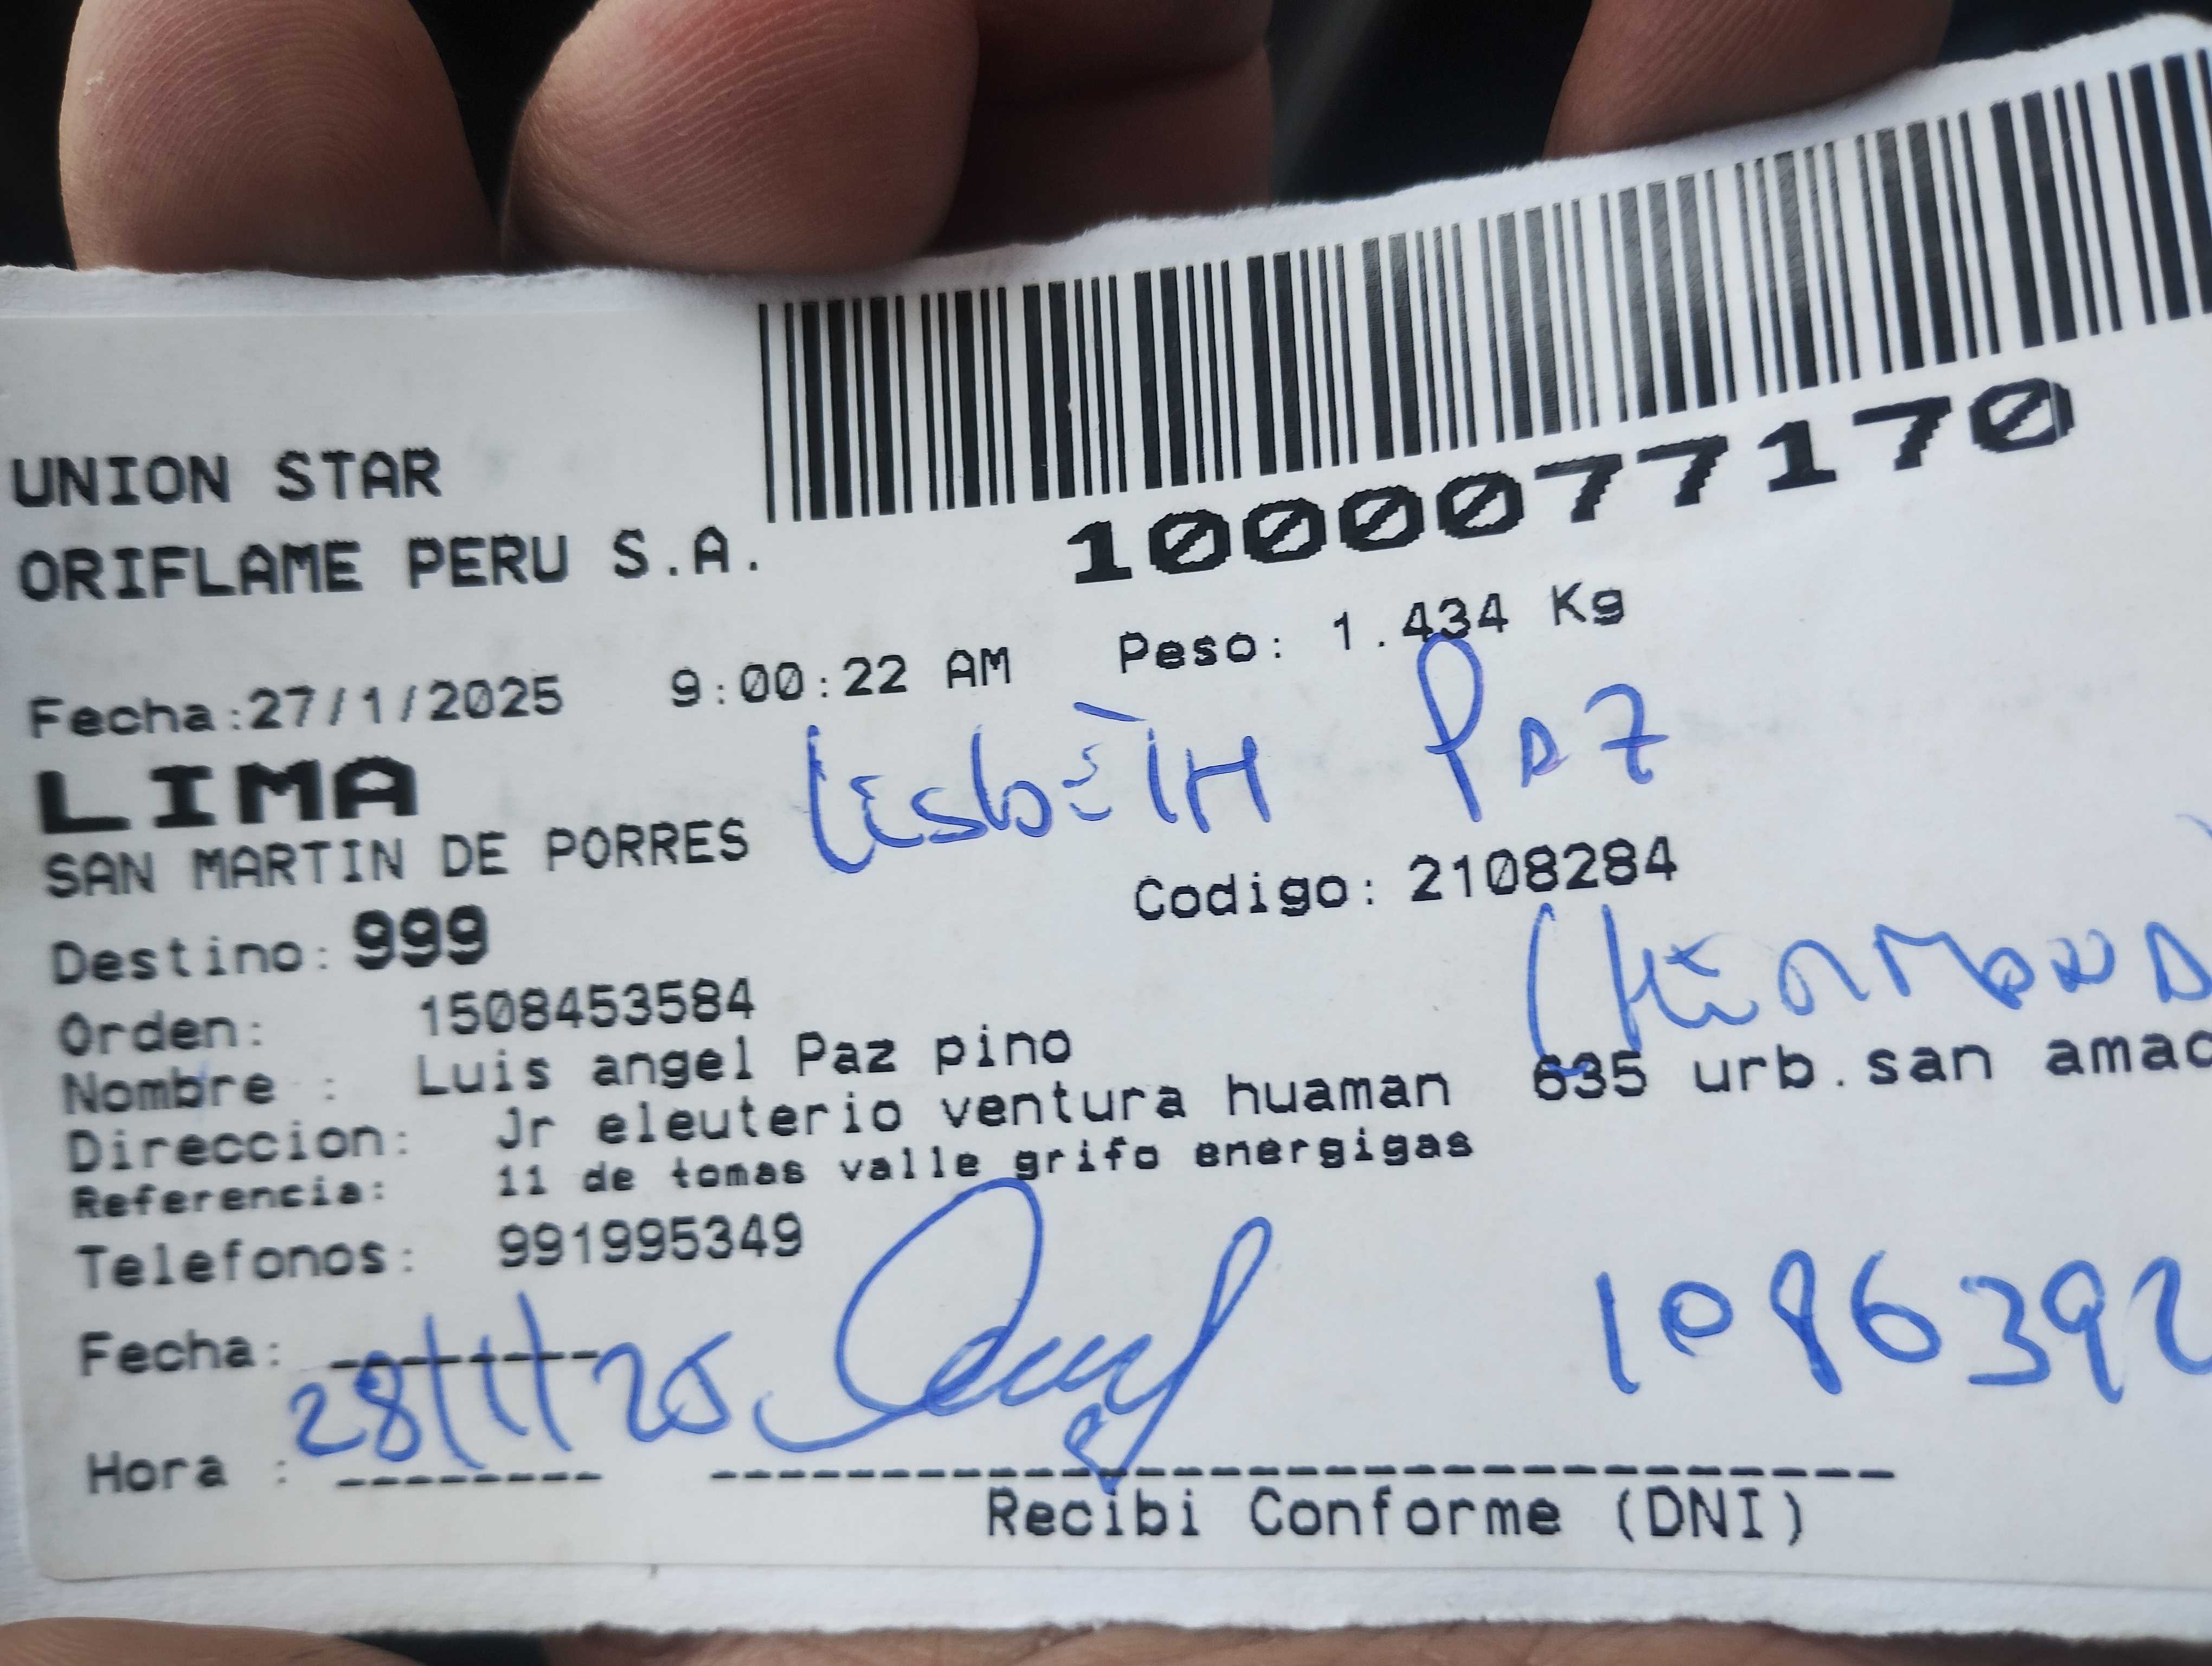 UNION STAR
ORIFLAME PERU S.A.
1000077170
Fecha:27/1/2025 9:00:22 AM Peso: 1.434 Kg
LIMA
LisbETH PAZ
SAN MARTIN DE PORRES
Codigo: 2108284
Destino: 999
Orden: 1508453584
Nombre : Luis angel Paz pino
Direccion: Jr eleuterio ventura huaman 635 urb.san amac
Referencia: 11 de tomas valle grifo energigas
Telefonos: 991995349
Fecha: 28/1/25
1086392
Hora :
Recibi Conforme (DNI)